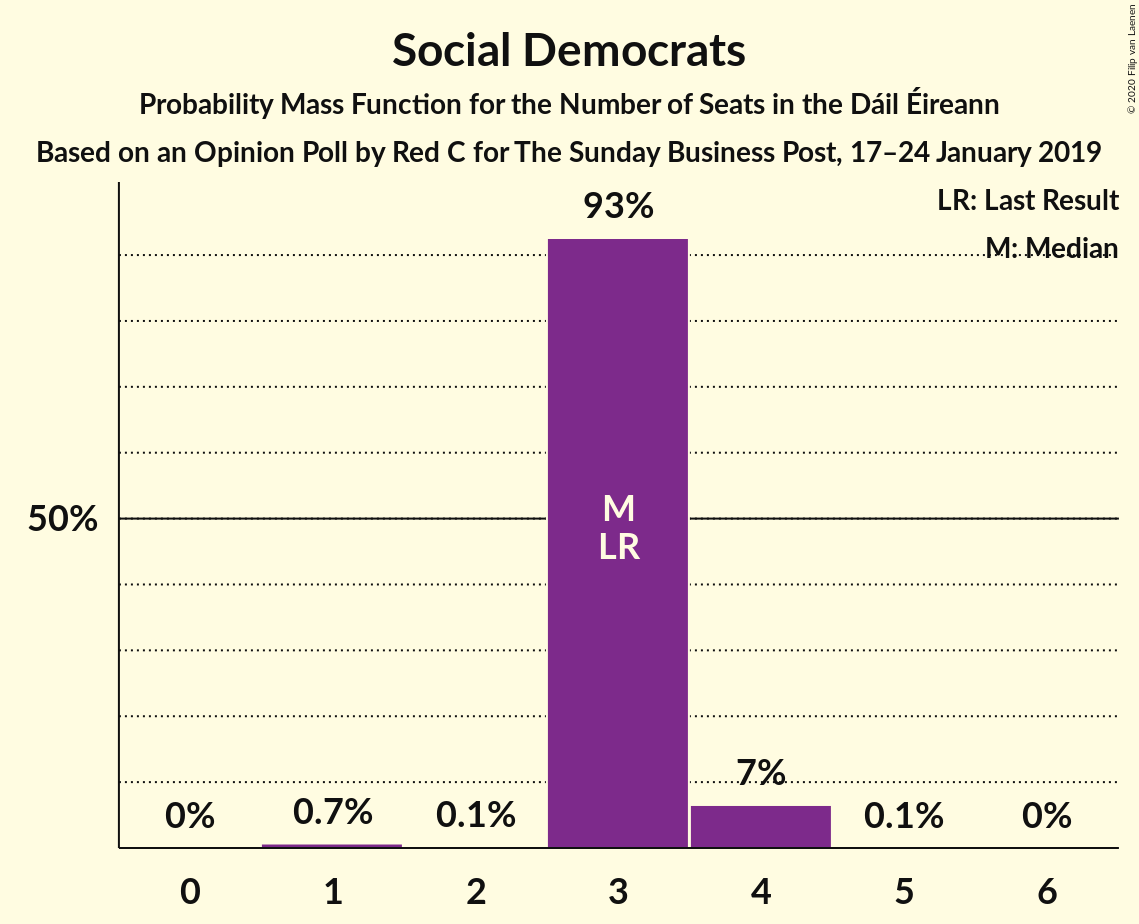 Social Democrats
Probability Mass Function for the Number of Seats in the Dáil Éireann
Based on an Opinion Poll by Red C for The Sunday Business Post, 17–24 January 2019
© 2020 Filip van Laenen
LR: Last Result
M: Median
93%
50%
M
LR
7%
0%
0.7%
0.1%
0.1%
0%
0
1
2
3
4
5
6